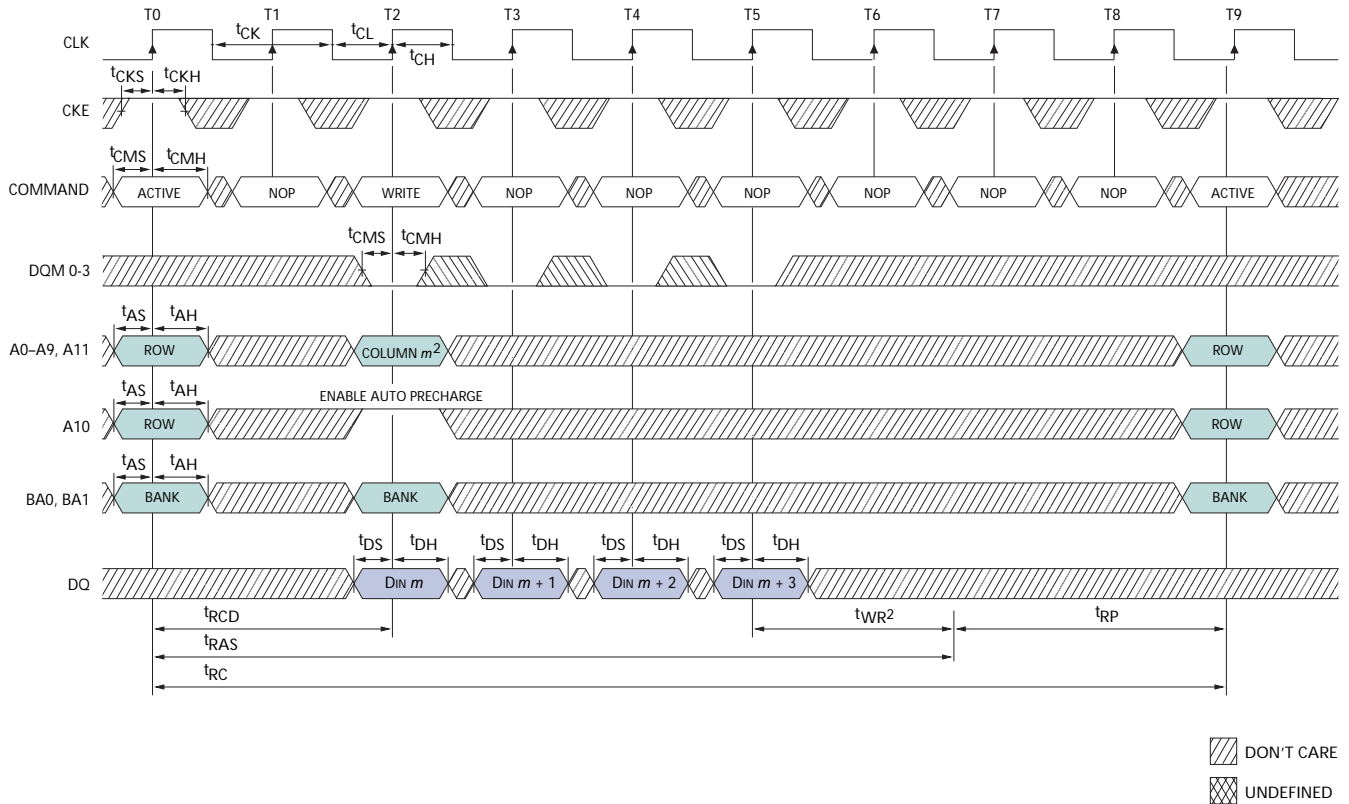 T0 T1 T2 T3 T4 T5 T6 T7 T8 T9
CLK
tCK tCL
tCH
tCKS tCKH
CKE
tCMS tCMH
COMMAND ACTIVE NOP WRITE NOP NOP NOP NOP NOP NOP ACTIVE
tCMS tCMH
DQM 0-3
tAS tAH
A0–A9, A11 ROW COLUMN m² ROW
tAS tAH ENABLE AUTO PRECHARGE
A10 ROW ROW
tAS tAH
BA0, BA1 BANK BANK BANK
tDS tDH tDS tDH tDS tDH tDS tDH
DQ DIN m DIN m + 1 DIN m + 2 DIN m + 3
tRCD tWR² tRP
tRAS
tRC
DON'T CARE
UNDEFINED